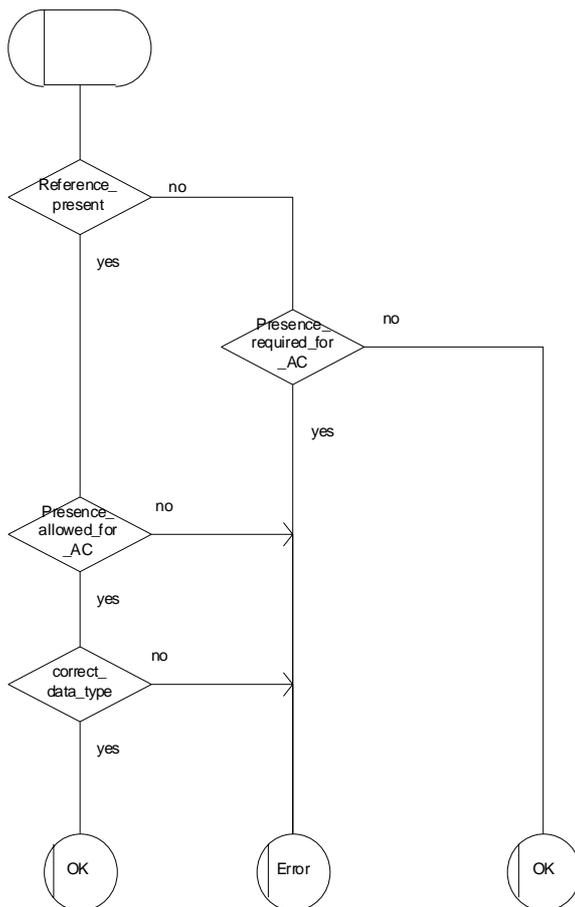 Reference_
present
no
yes
Presence_
required_for
_AC
no
yes
Presence_
allowed_for
_AC
no
yes
correct_
data_type
no
yes
OK
Error
OK